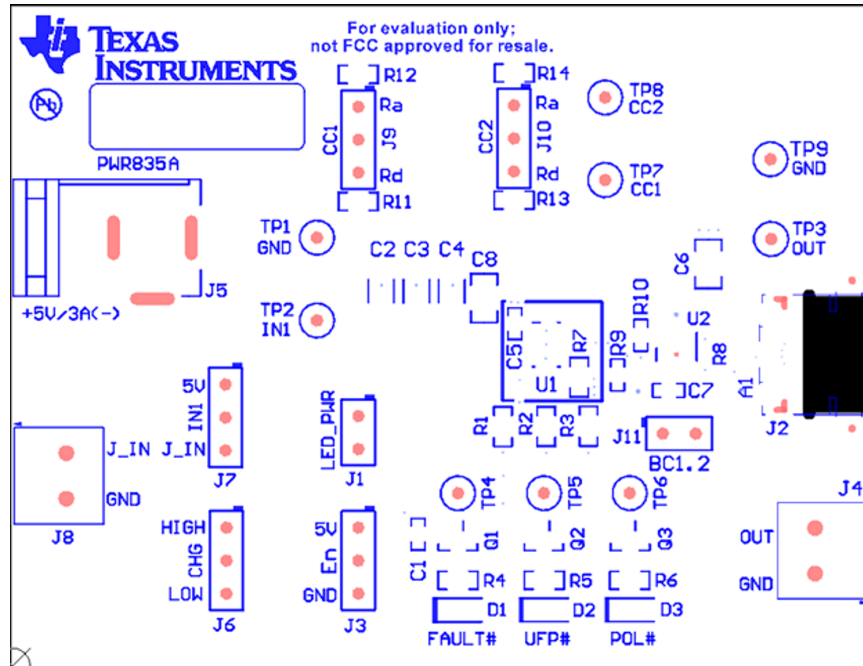 TEXAS
INSTRUMENTS
For evaluation only;
not FCC approved for resale.
Pb
PWR835A
R12
Ra
CC1
J9
Rd
R11
R14
Ra
CC2
J10
Rd
R13
TP8
CC2
TP7
CC1
TP9
GND
TP3
OUT
TP1
GND
TP2
IN1
J5
+5V/3A(-)
C2 C3 C4
C8
C6
C5
R7
U1
R9
R10
U2
R8
C7
A1
J2
R1
R2
R3
J11
BC1.2
5V
IN1
J_IN
J7
LED_PWR
J1
J_IN
GND
J8
HIGH
CHG
LOW
J6
5V
En
GND
J3
TP4
TP5
TP6
C1
Q1
Q2
Q3
R4
R5
R6
D1
D2
D3
FAULT#
UFP#
POL#
J4
OUT
GND